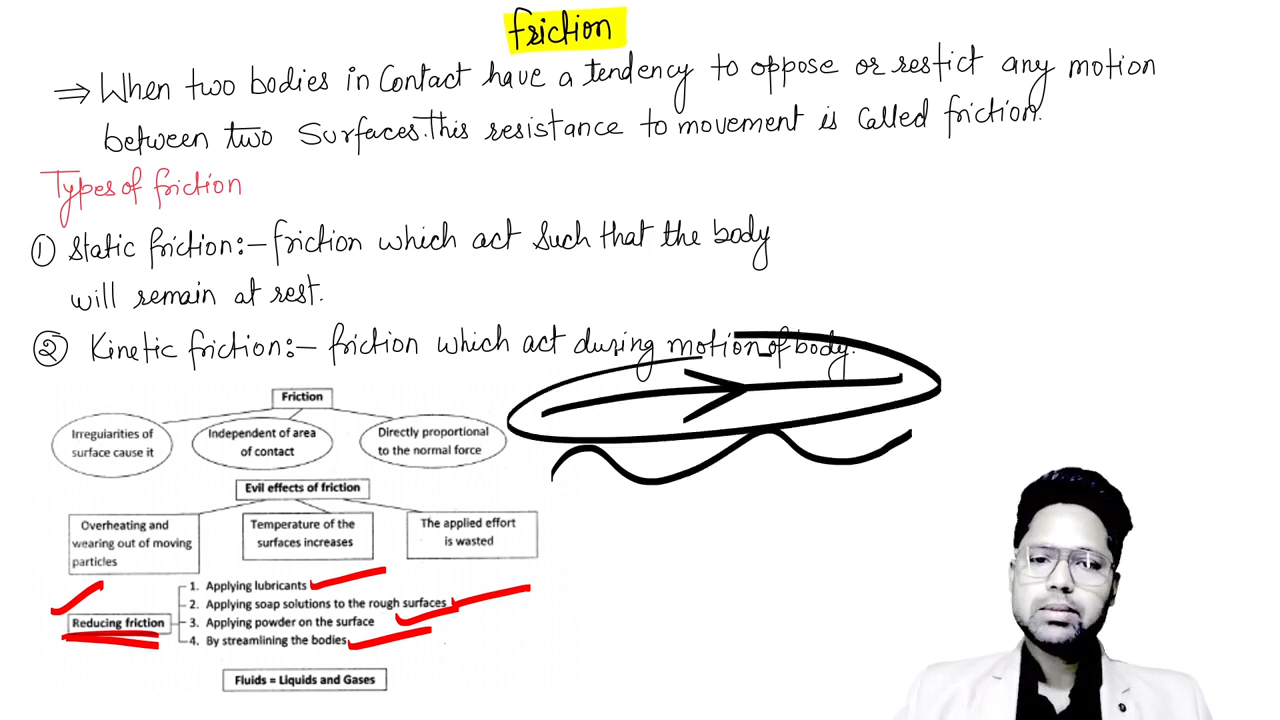 friction
⇒ When two bodies in Contact have a tendency to oppose or restict any motion
between two Surfaces. This resistance to movement is Called friction.
Types of friction
① Static friction:- friction which act Such that the body
will remain at rest.
② Kinetic friction:- friction which act during motion of body.
Friction
Irregularities of
surface cause it
Independent of area
of contact
Directly proportional
to the normal force
Evil effects of friction
Overheating and
wearing out of moving
particles
Temperature of the
surfaces increases
The applied effort
is wasted
Reducing friction
1. Applying lubricants
2. Applying soap solutions to the rough surfaces
3. Applying powder on the surface
4. By streamlining the bodies
Fluids = Liquids and Gases